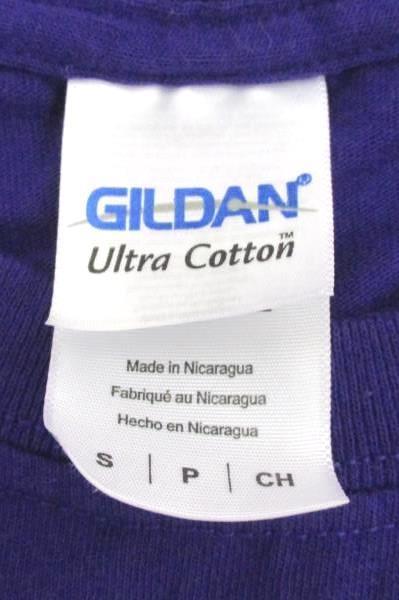 GILDAN®
Ultra Cotton™
Made in Nicaragua
Fabriqué au Nicaragua
Hecho en Nicaragua
S | P | CH